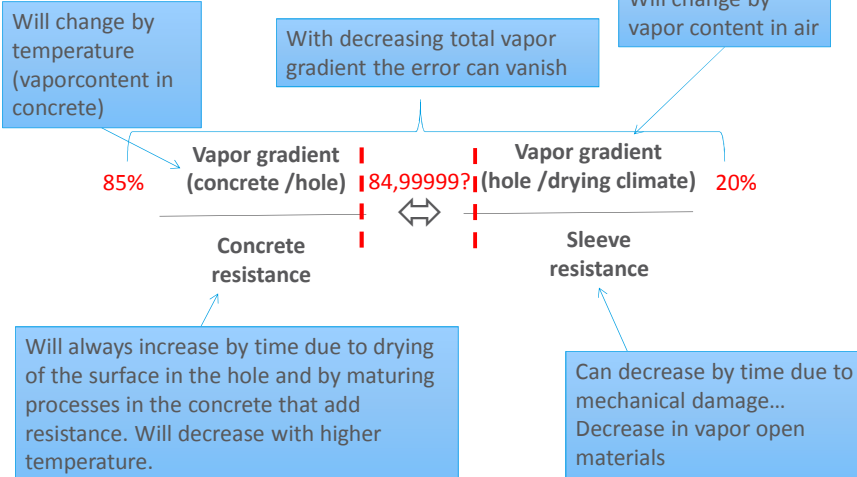 Will change by
temperature
(vaporcontent in
concrete)
With decreasing total vapor
gradient the error can vanish
Will change by
vapor content in air
85%
Vapor gradient
(concrete /hole)
84,99999?
Vapor gradient
(hole /drying climate)
20%
Concrete
resistance
Sleeve
resistance
Will always increase by time due to drying
of the surface in the hole and by maturing
processes in the concrete that add
resistance. Will decrease with higher
temperature.
Can decrease by time due to
mechanical damage…
Decrease in vapor open
materials